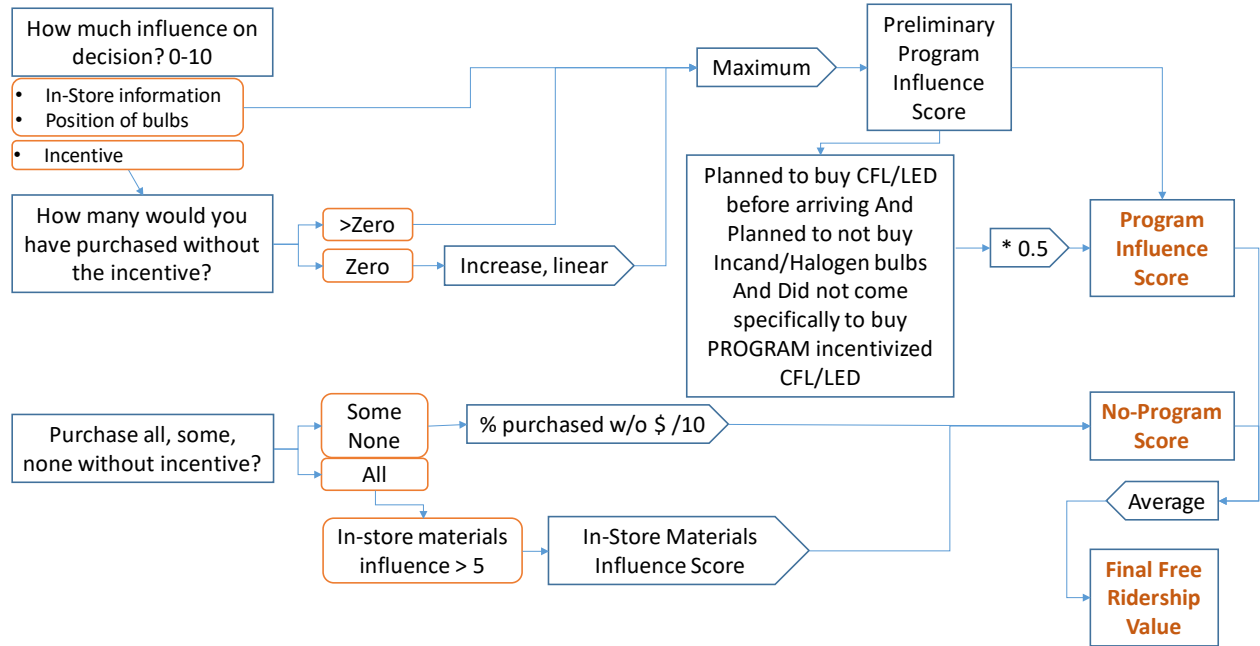 How much influence on
decision? 0-10
• In-Store information
• Position of bulbs
• Incentive
How many would you
have purchased without
the incentive?
>Zero
Zero
Increase, linear
Maximum
Preliminary
Program
Influence
Score
Planned to buy CFL/LED
before arriving And
Planned to not buy
Incand/Halogen bulbs
And Did not come
specifically to buy
PROGRAM incentivized
CFL/LED
* 0.5
Program
Influence
Score
Purchase all, some,
none without incentive?
Some
None
All
% purchased w/o $ /10
In-store materials
influence > 5
In-Store Materials
Influence Score
No-Program
Score
Average
Final Free
Ridership
Value